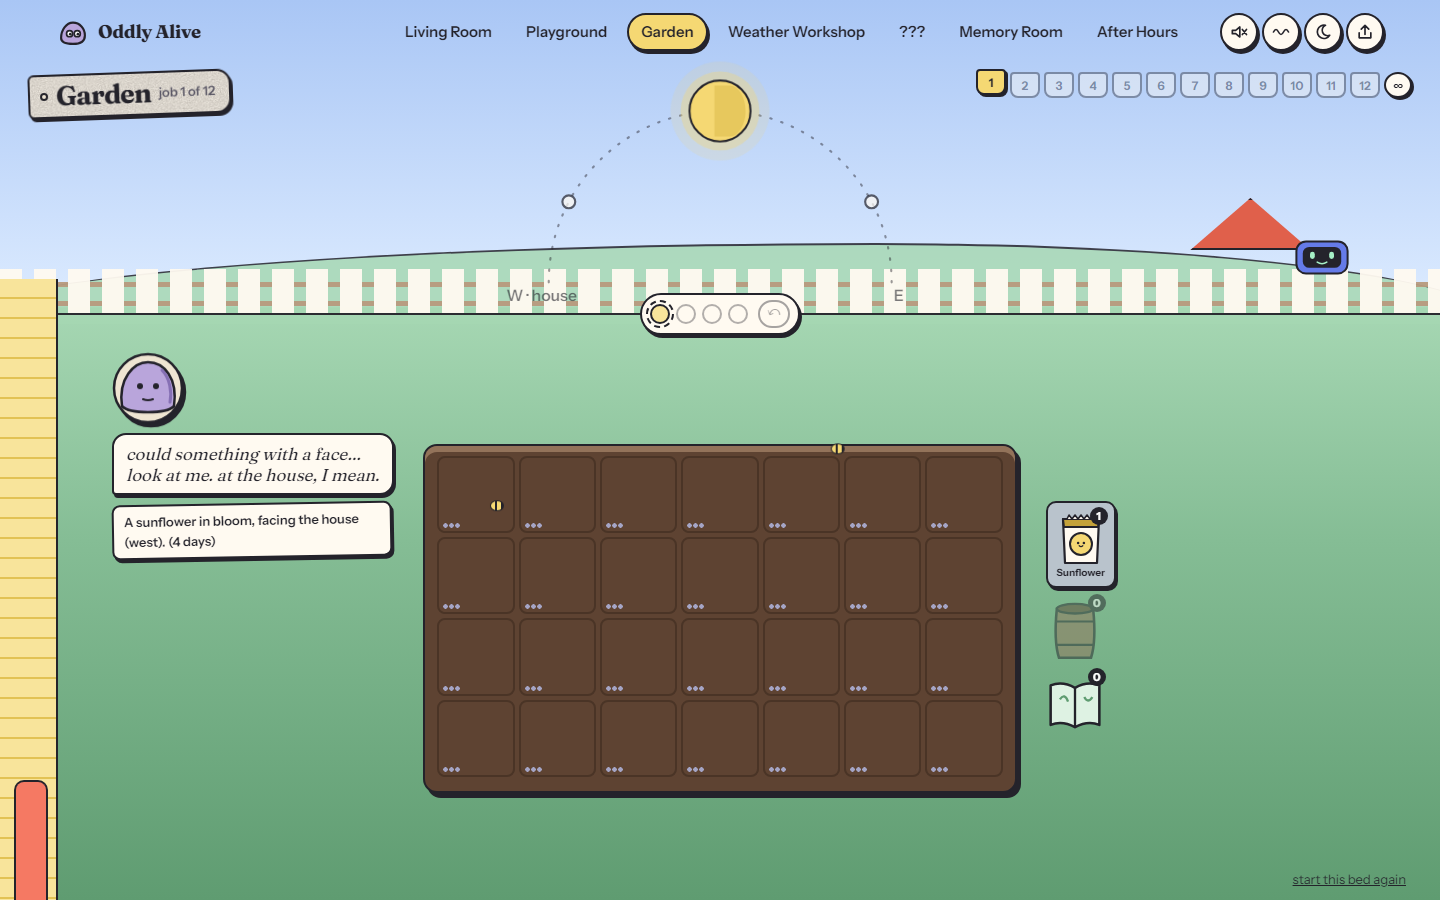 Oddly Alive
Living Room
Playground
Garden
Weather Workshop
???
Memory Room
After Hours
Garden job 1 of 12
1 2 3 4 5 6 7 8 9 10 11 12 ∞
W · house
E
could something with a face...
look at me. at the house, I mean.
A sunflower in bloom, facing the house
(west). (4 days)
1
Sunflower
0
0
start this bed again